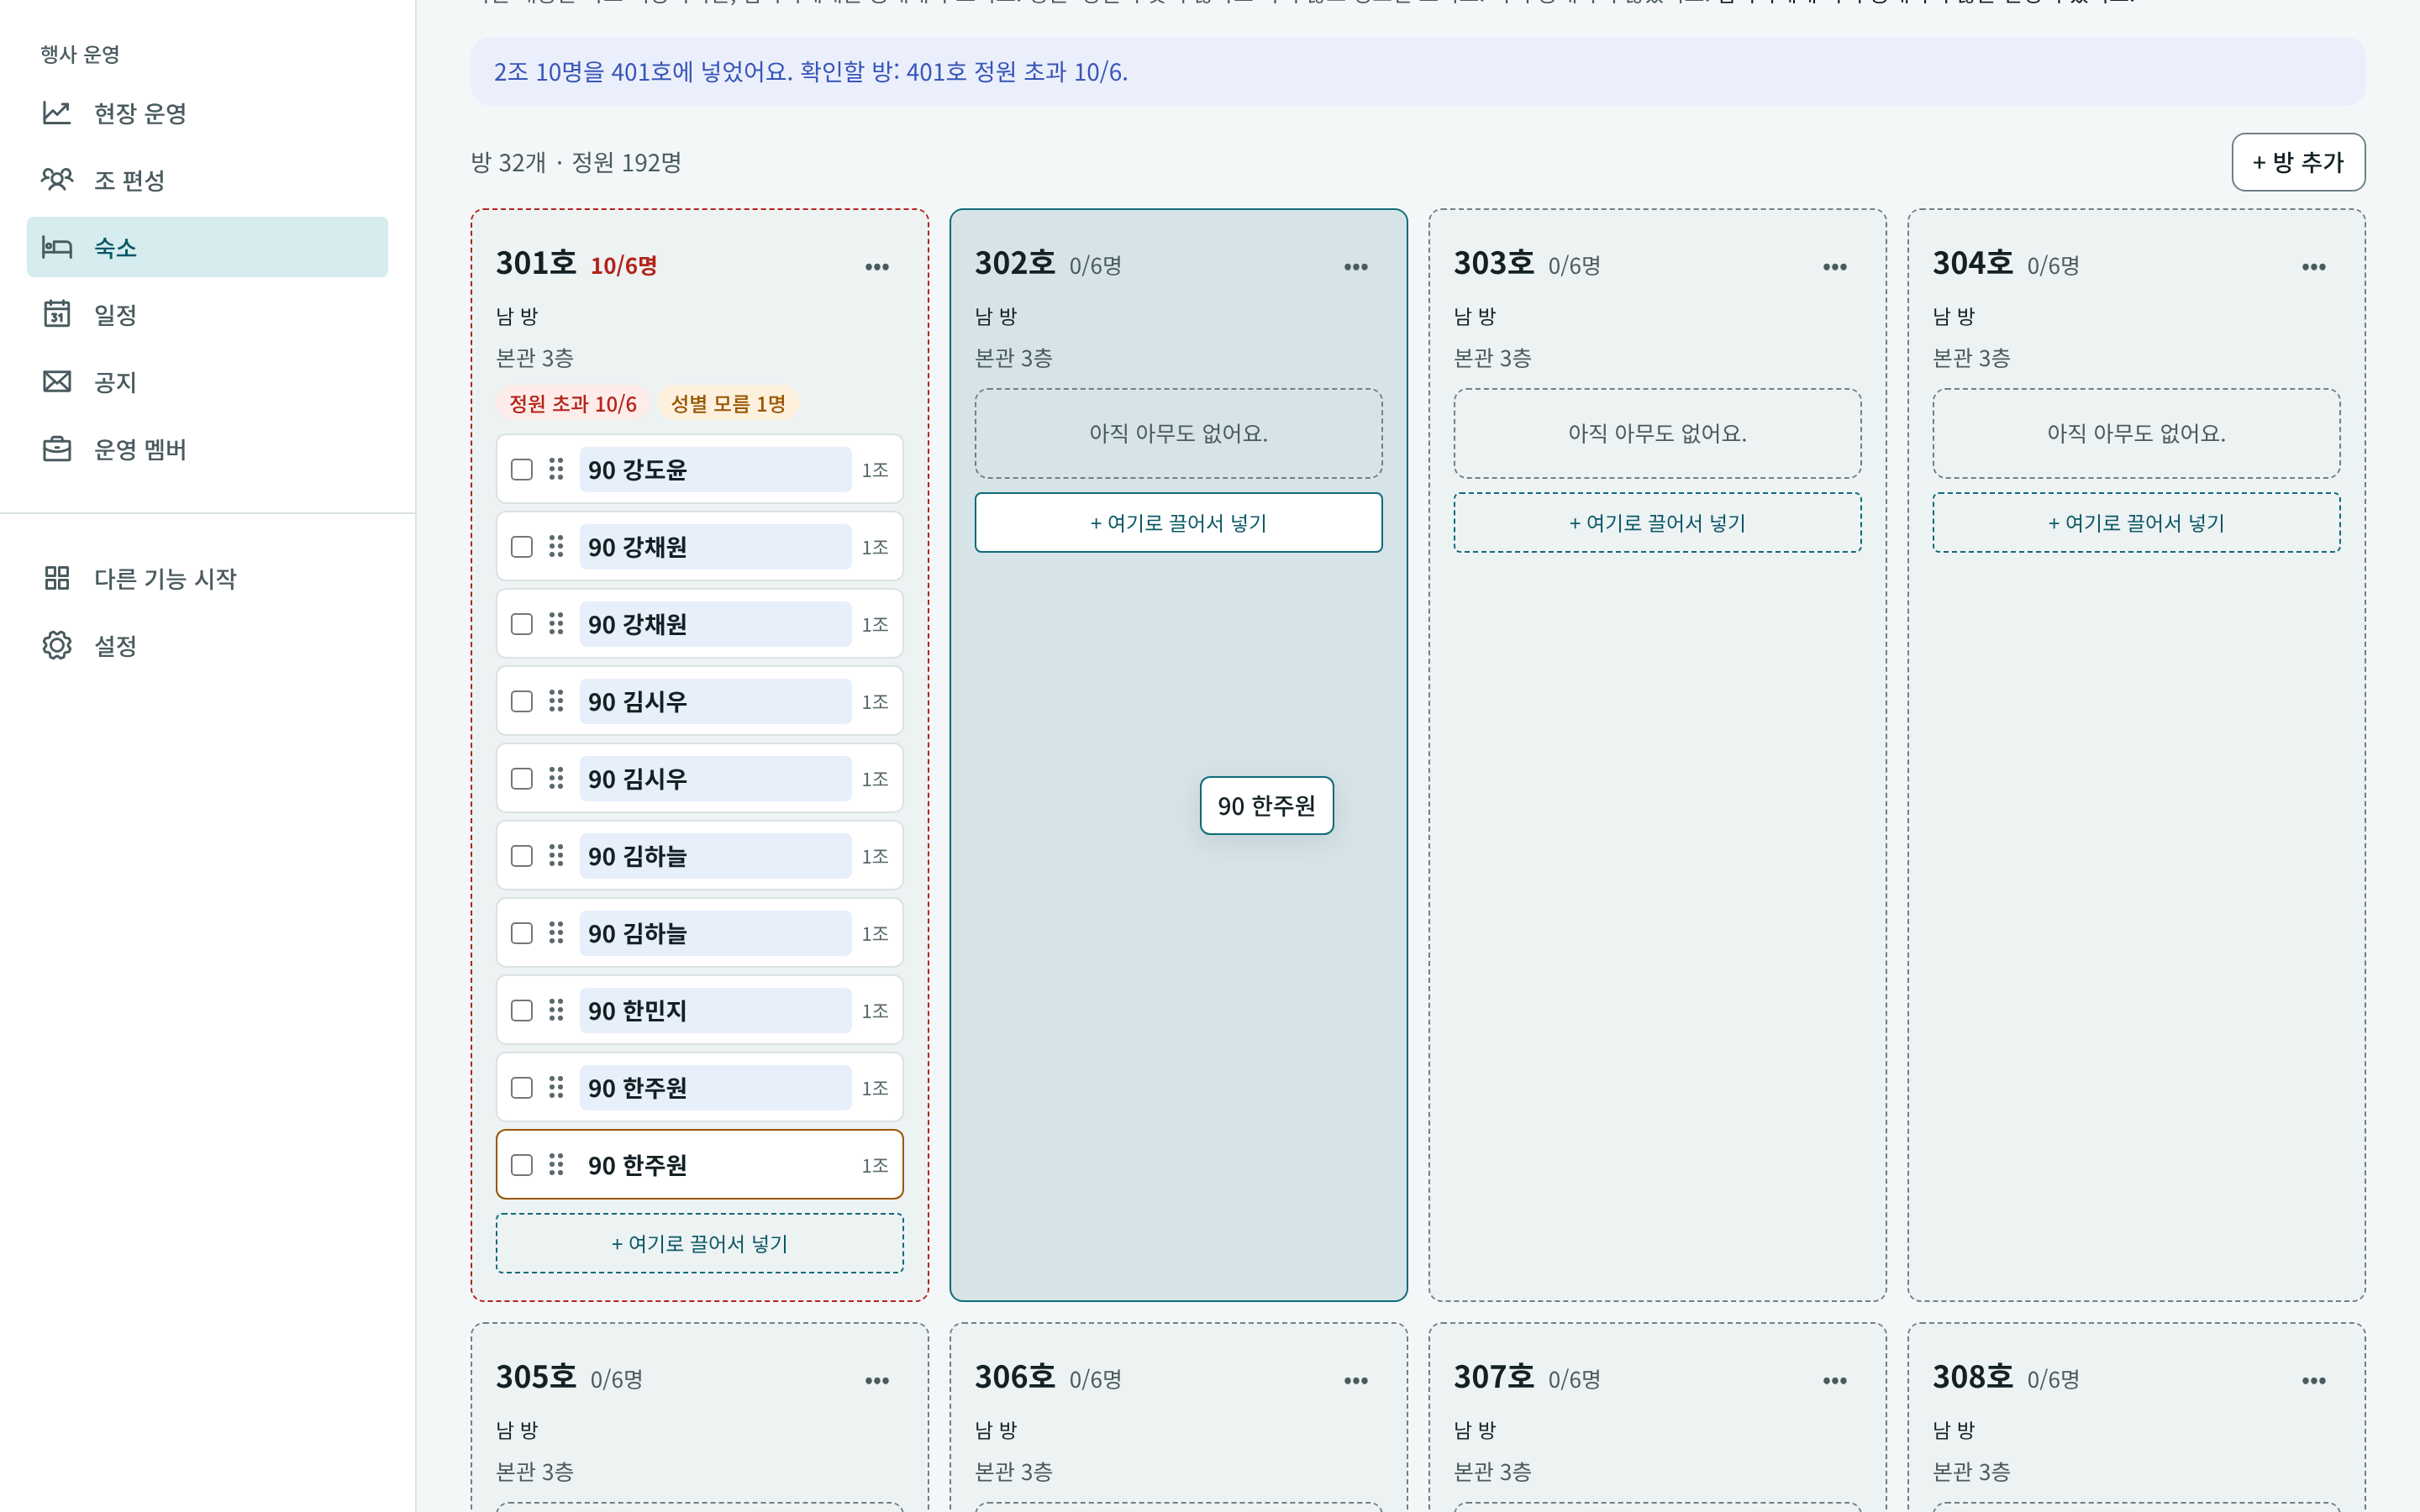 행사 운영
현장 운영
조 편성
숙소
31
일정
공지
운영 멤버
다른 기능 시작
설정
2조 10명을 401호에 넣었어요. 확인할 방: 401호 정원 초과 10/6.
방 32개 · 정원 192명
+ 방 추가
301호 10/6명
남 방
본관 3층
정원 초과 10/6 성별 모름 1명
90 강도윤 1조
90 강채원 1조
90 강채원 1조
90 김시우 1조
90 김시우 1조
90 김하늘 1조
90 김하늘 1조
90 한민지 1조
90 한주원 1조
90 한주원 1조
+ 여기로 끌어서 넣기
302호 0/6명
남 방
본관 3층
아직 아무도 없어요.
+ 여기로 끌어서 넣기
90 한주원
303호 0/6명
남 방
본관 3층
아직 아무도 없어요.
+ 여기로 끌어서 넣기
304호 0/6명
남 방
본관 3층
아직 아무도 없어요.
+ 여기로 끌어서 넣기
305호 0/6명
남 방
본관 3층
306호 0/6명
남 방
본관 3층
307호 0/6명
남 방
본관 3층
308호 0/6명
남 방
본관 3층